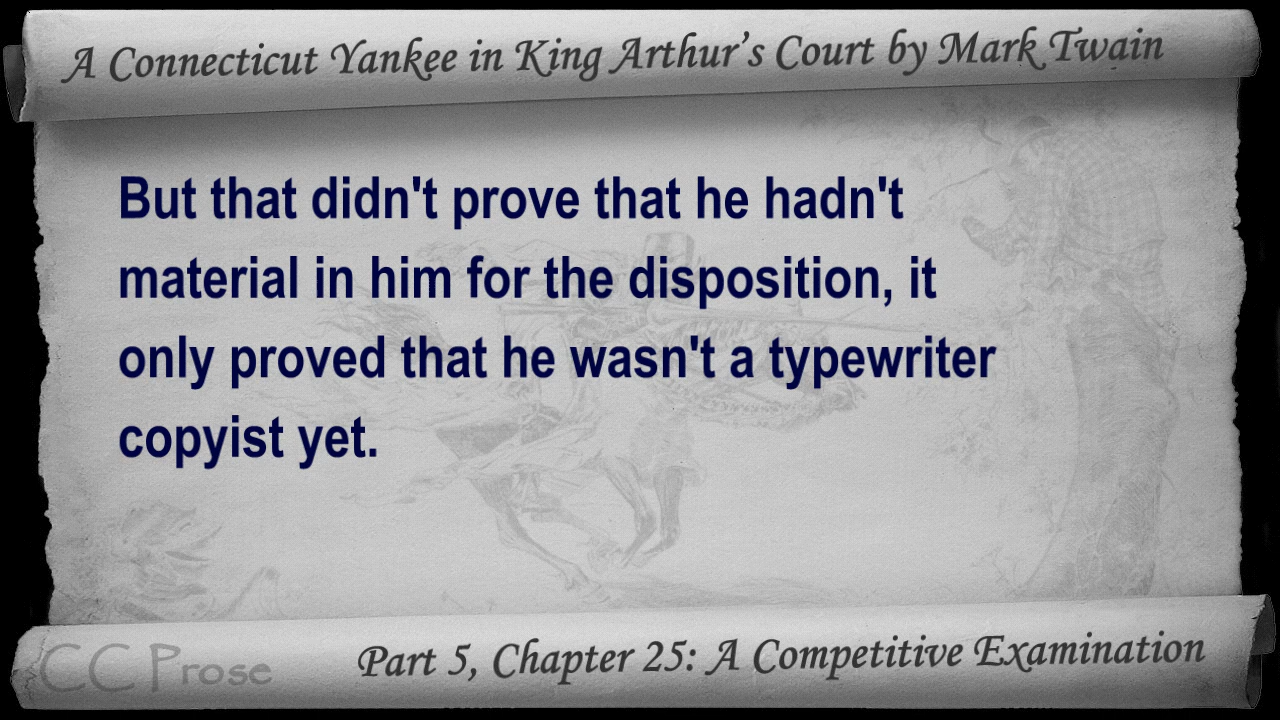 A Connecticut Yankee in King Arthur's Court by Mark Twain
But that didn't prove that he hadn't
material in him for the disposition, it
only proved that he wasn't a typewriter
copyist yet.
CC Prose
Part 5, Chapter 25: A Competitive Examination